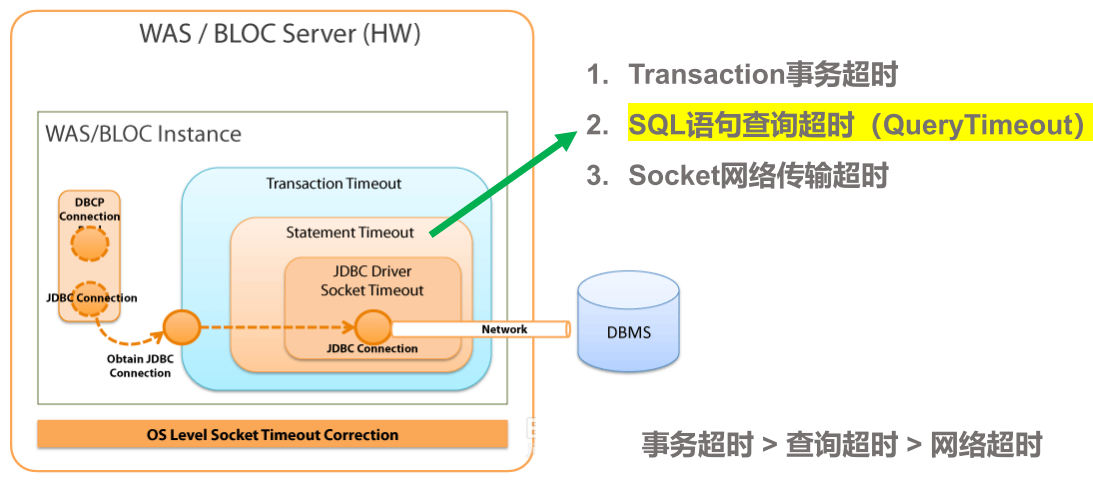 WAS / BLOC Server (HW)
WAS/BLOC Instance
DBCP
Connection
JDBC Connection
Obtain JDBC
Connection
Transaction Timeout
Statement Timeout
JDBC Driver
Socket Timeout
JDBC Connection
Network
DBMS
OS Level Socket Timeout Correction
1. Transaction事务超时
2. SQL语句查询超时（QueryTimeout）
3. Socket网络传输超时
事务超时 > 查询超时 > 网络超时